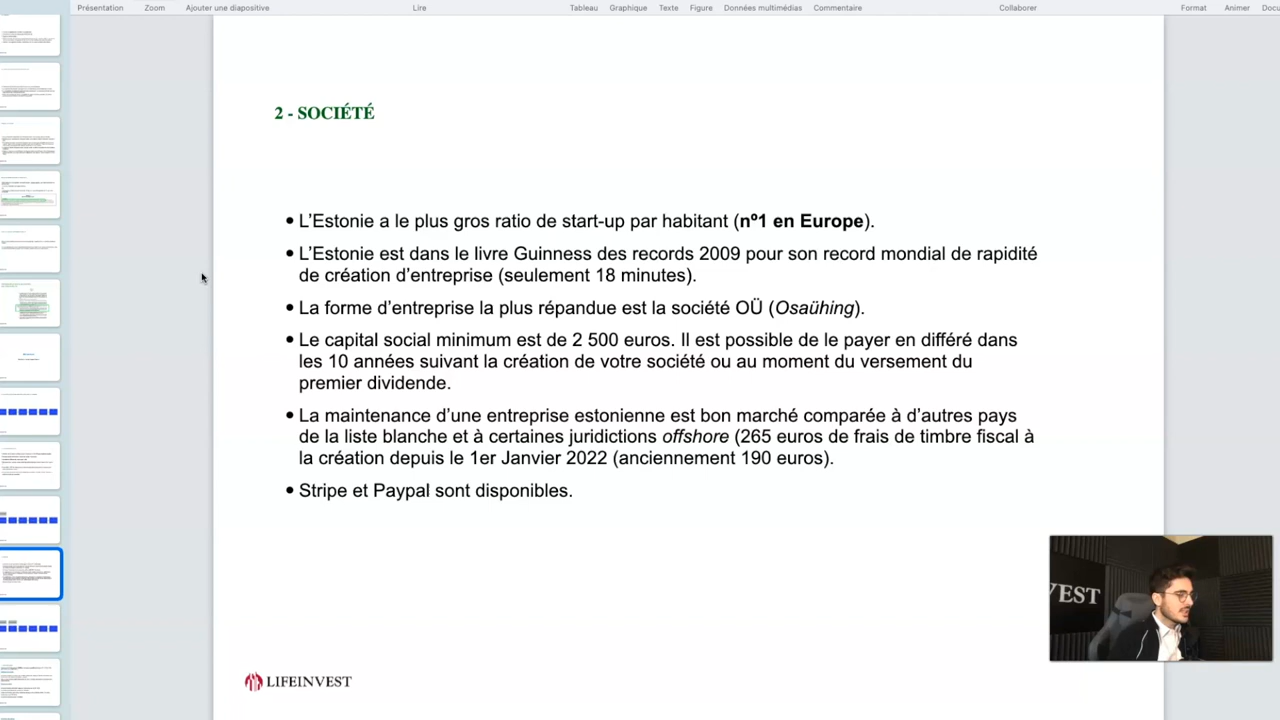 Présentation Zoom Ajouter une diapositive Lire Tableau Graphique Texte Figure Données multimédias Commentaire Collaborer Format Animer
2 - SOCIÉTÉ
• L’Estonie a le plus gros ratio de start-up par habitant (nº1 en Europe).
• L’Estonie est dans le livre Guinness des records 2009 pour son record mondial de rapidité
de création d’entreprise (seulement 18 minutes).
• La forme d’entreprise la plus répandue est la société OÜ (Osaühing).
• Le capital social minimum est de 2 500 euros. Il est possible de le payer en différé dans
les 10 années suivant la création de votre société ou au moment du versement du
premier dividende.
• La maintenance d’une entreprise estonienne est bon marché comparée à d’autres pays
de la liste blanche et à certaines juridictions offshore (265 euros de frais de timbre fiscal à
la création depuis le 1er Janvier 2022 (anciennement 190 euros).
• Stripe et Paypal sont disponibles.
VEST
LIFEINVEST